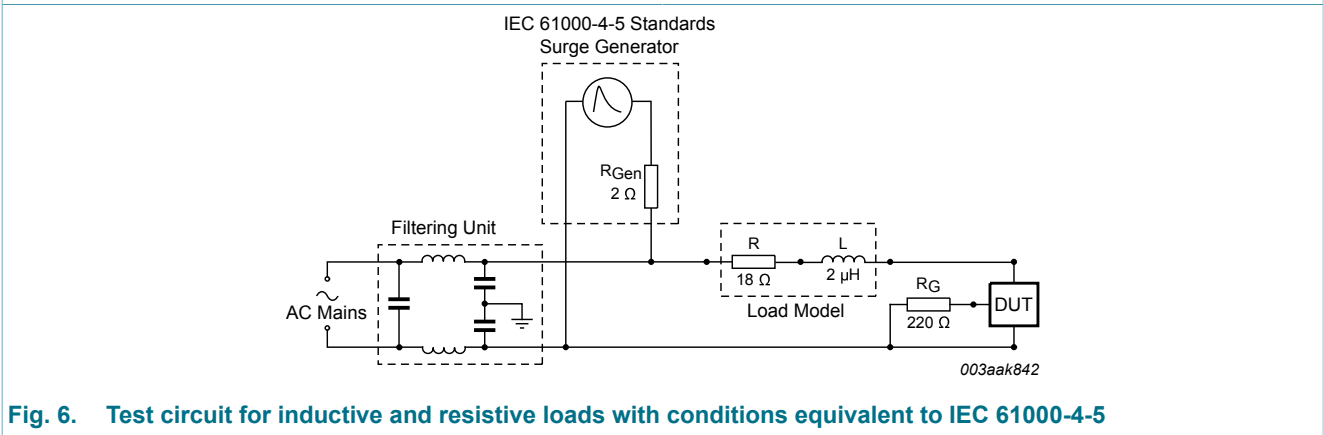 IEC 61000-4-5 Standards
Surge Generator
RGen
2 Ω
Filtering Unit
AC Mains
R
18 Ω
L
2 μH
Load Model
RG
220 Ω
DUT
003aak842
Fig. 6. Test circuit for inductive and resistive loads with conditions equivalent to IEC 61000-4-5